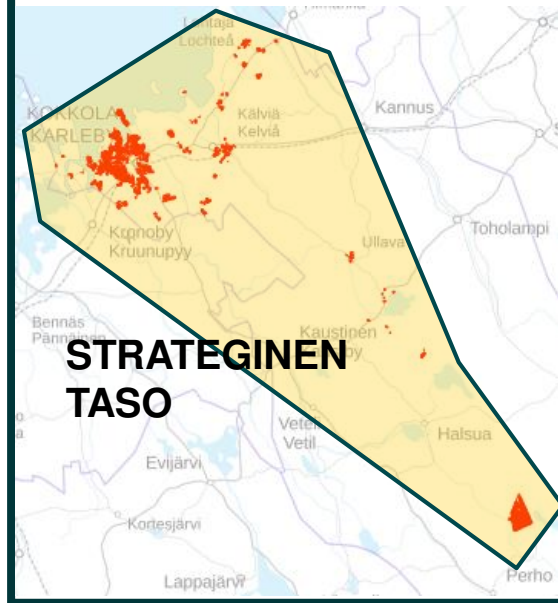 Lohtaja
Lochteå
KOKKOLA
KARLEBY
Kälviä
Kelviå
Kannus
Kronoby
Kruunupyy
Ullava
Toholampi
Bennäs
Pännäinen
Kaustinen
STRATEGINEN
TASO
Veteli
Vetil
Halsua
Evijärvi
Kortesjärvi
Lappajärvi
Perho